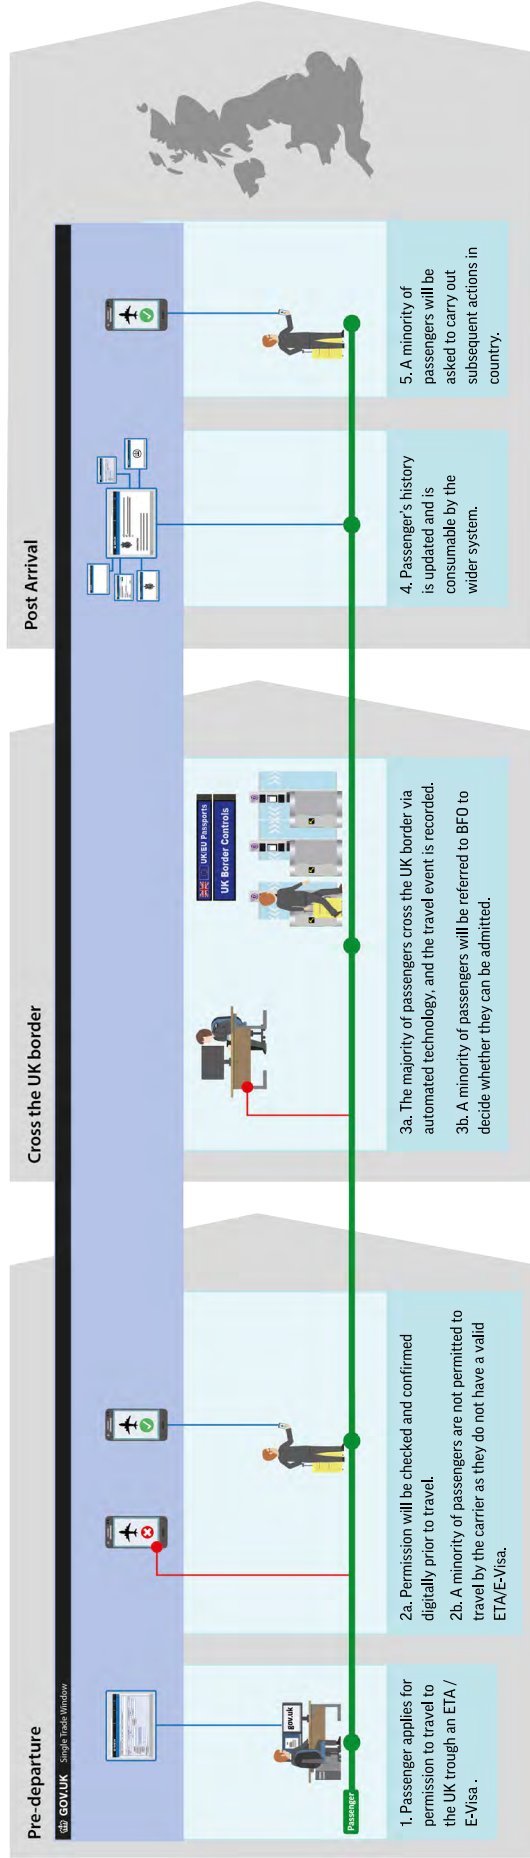 Pre-departure
Cross the UK border
Post Arrival
GOV.UK Single Trade Window
gov.uk
UK/EU Passports
UK Border Controls
Passenger
1. Passenger applies for
permission to travel to
the UK trough an ETA /
E-Visa .
2a. Permission will be checked and confirmed
digitally prior to travel.
2b. A minority of passengers are not permitted to
travel by the carrier as they do not have a valid
ETA/E-Visa.
3a. The majority of passengers cross the UK border via
automated technology, and the travel event is recorded.
3b. A minority of passengers will be referred to BFO to
decide whether they can be admitted.
4. Passenger’s history
is updated and is
consumable by the
wider system.
5. A minority of
passengers will be
asked to carry out
subsequent actions in
country.